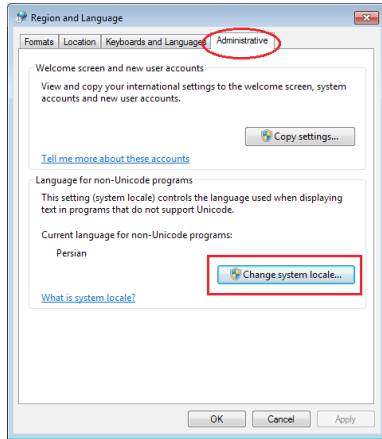 Region and Language
Formats Location Keyboards and Languages Administrative
Welcome screen and new user accounts
View and copy your international settings to the welcome screen, system
accounts and new user accounts.
Copy settings...
Tell me more about these accounts
Language for non-Unicode programs
This setting (system locale) controls the language used when displaying
text in programs that do not support Unicode.
Current language for non-Unicode programs:
Persian
Change system locale...
What is system locale?
OK Cancel Apply